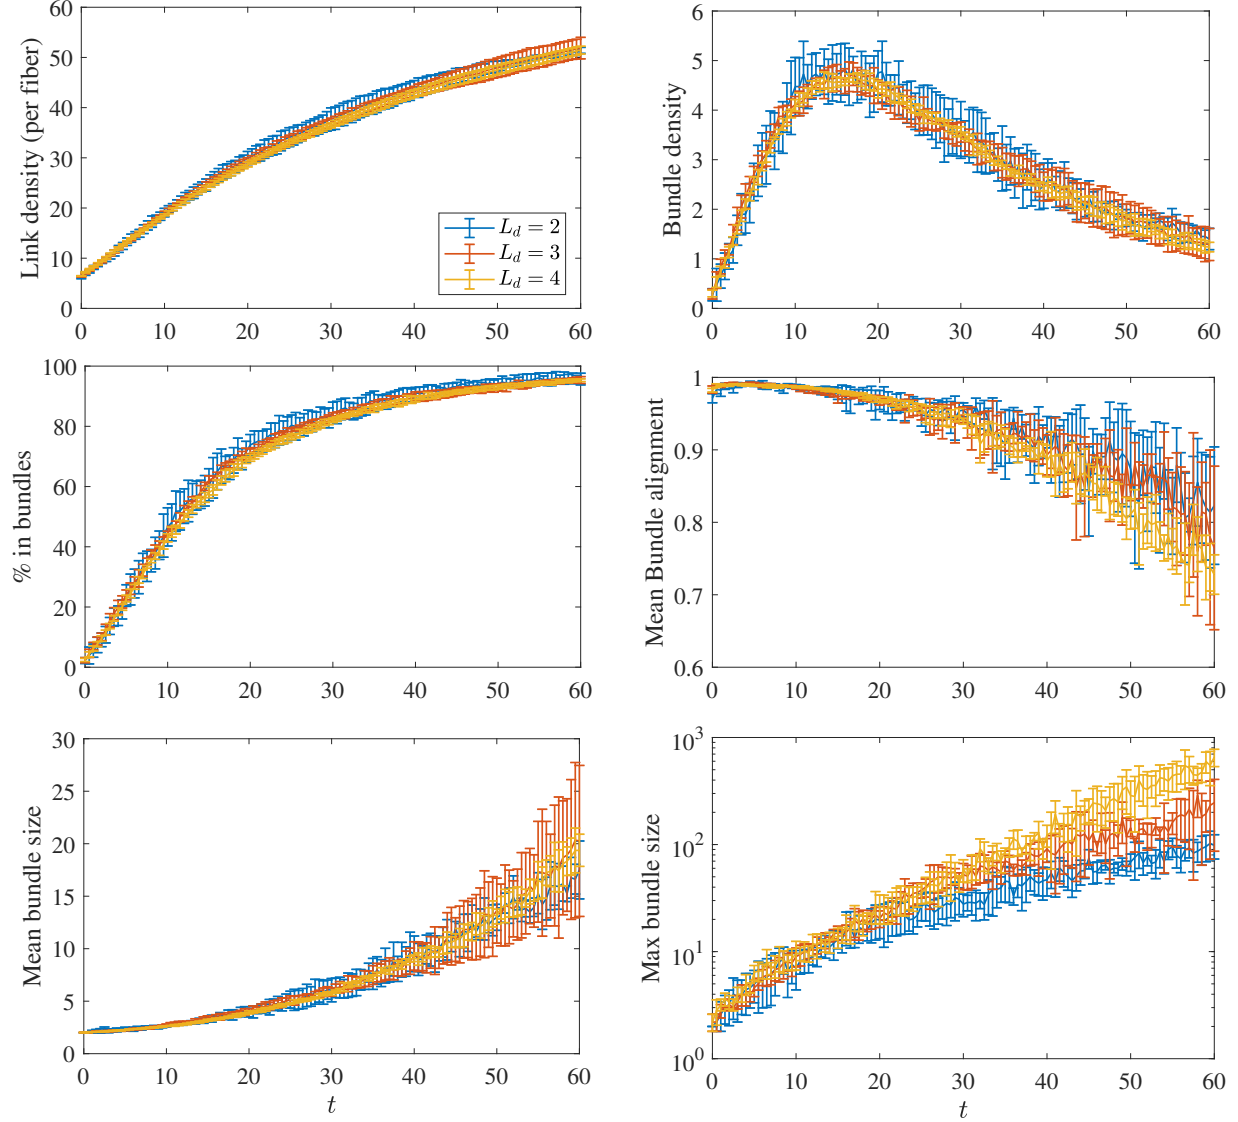 Link density (per fiber)
60
50
40
30
20
10
0
0 10 20 30 40 50 60
L_d = 2
L_d = 3
L_d = 4
Bundle density
6
5
4
3
2
1
0
0 10 20 30 40 50 60
% in bundles
100
80
60
40
20
0
0 10 20 30 40 50 60
Mean Bundle alignment
1
0.9
0.8
0.7
0.6
0 10 20 30 40 50 60
Mean bundle size
30
25
20
15
10
5
0
0 10 20 30 40 50 60
t
Max bundle size
10^3
10^2
10^1
10^0
0 10 20 30 40 50 60
t